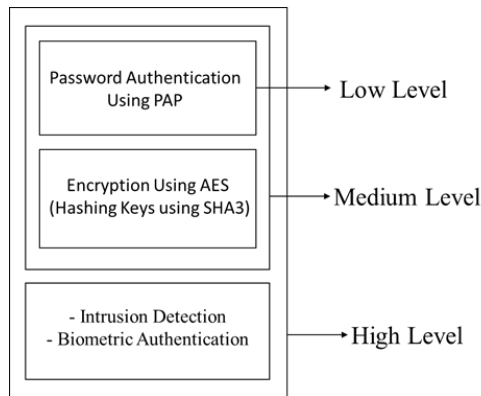 Password Authentication
Using PAP
Low Level
Encryption Using AES
(Hashing Keys using SHA3)
Medium Level
- Intrusion Detection
- Biometric Authentication
High Level